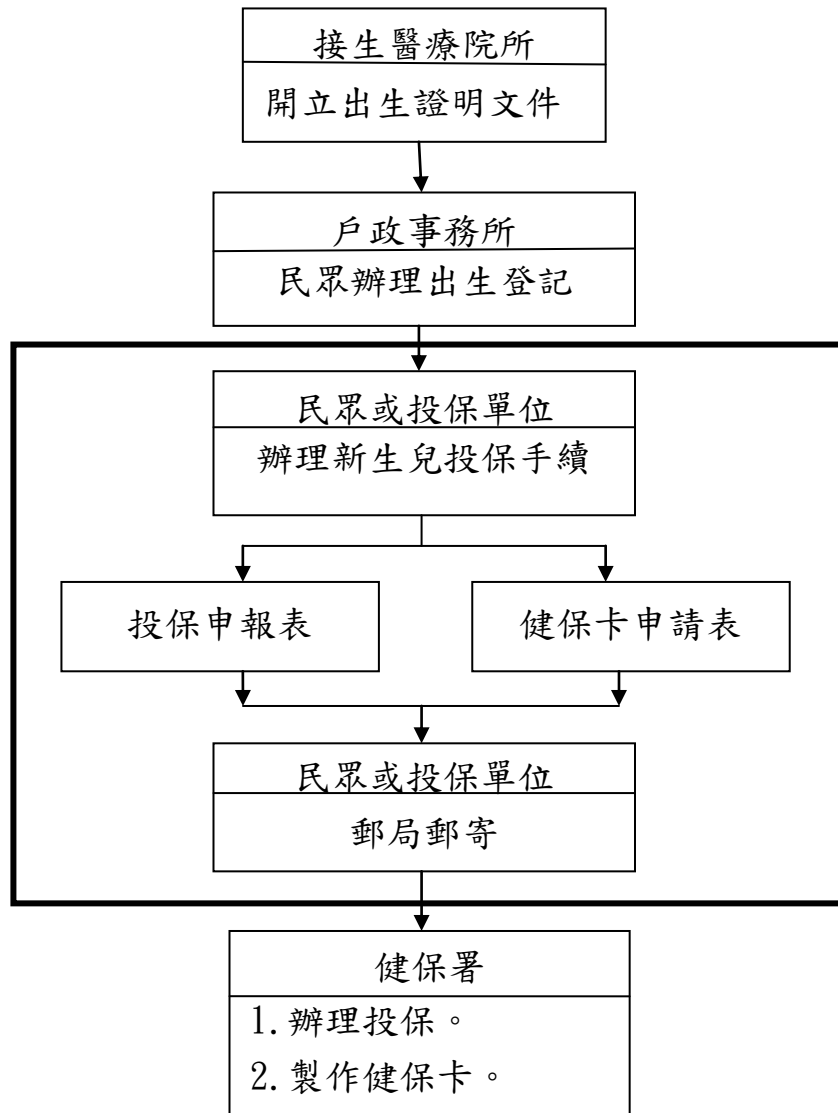 接生醫療院所
開立出生證明文件
戶政事務所
民眾辦理出生登記
民眾或投保單位
辦理新生兒投保手續
投保申報表
健保卡申請表
民眾或投保單位
郵局郵寄
健保署
1.辦理投保。
2.製作健保卡。